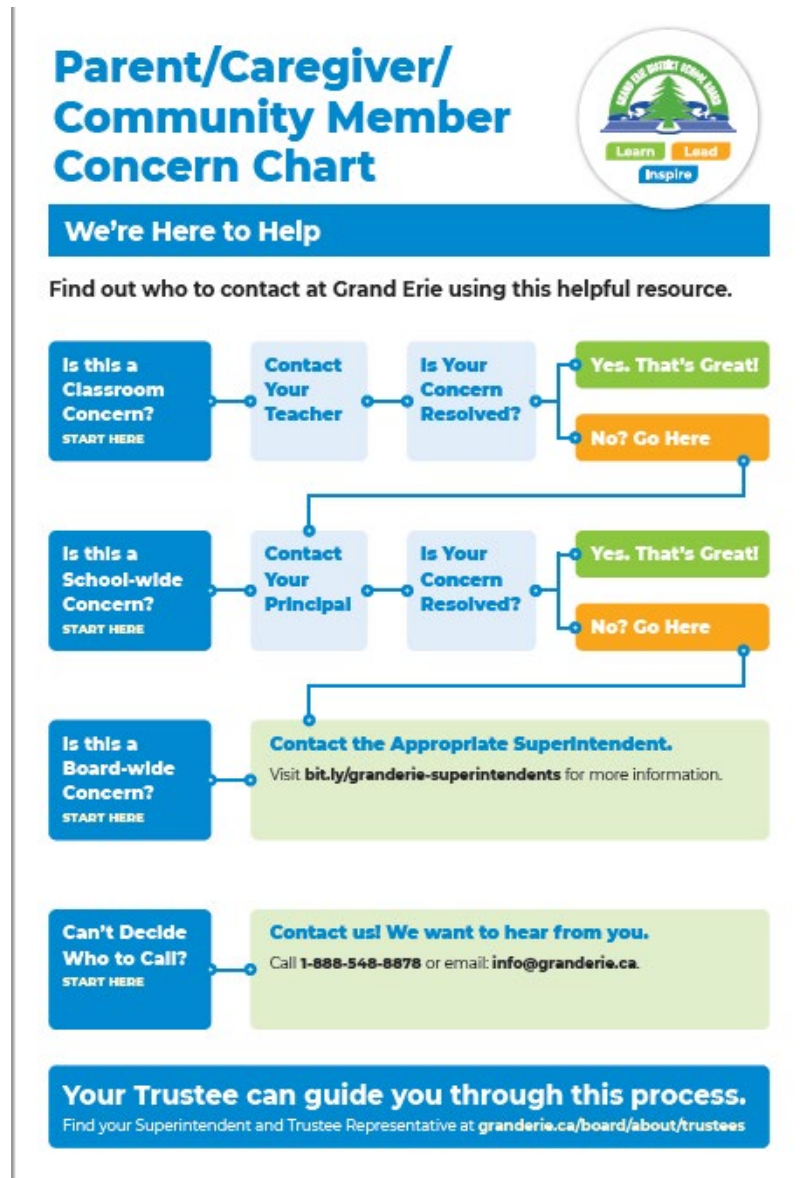 Parent/Caregiver/
Community Member
Concern Chart
GRAND ERIE DISTRICT SCHOOL BOARD
Learn Lead
Inspire
We're Here to Help
Find out who to contact at Grand Erie using this helpful resource.
Is this a
Classroom
Concern?
START HERE
Contact
Your
Teacher
Is Your
Concern
Resolved?
Yes. That's Great!
No? Go Here
Is this a
School-wide
Concern?
START HERE
Contact
Your
Principal
Is Your
Concern
Resolved?
Yes. That's Great!
No? Go Here
Is this a
Board-wide
Concern?
START HERE
Contact the Appropriate Superintendent.
Visit bit.ly/granderie-superintendents for more information.
Can't Decide
Who to Call?
START HERE
Contact us! We want to hear from you.
Call 1-888-548-8878 or email: info@granderie.ca.
Your Trustee can guide you through this process.
Find your Superintendent and Trustee Representative at granderie.ca/board/about/trustees